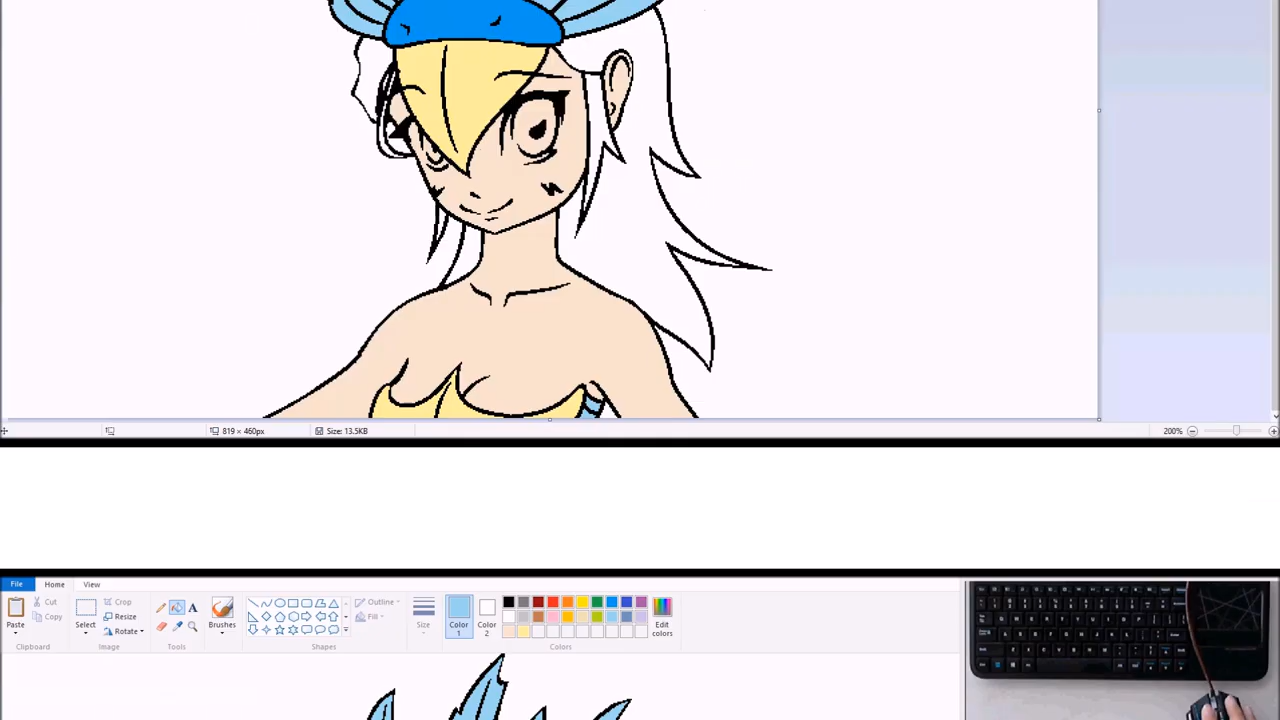 819 × 460px
Size: 13.5KB
200%
File
Home
View
Paste
Cut
Copy
Clipboard
Select
Crop
Resize
Rotate
Image
A
Tools
Brushes
Outline
Fill
Shapes
Size
Color 1
Color 2
Edit colors
Colors